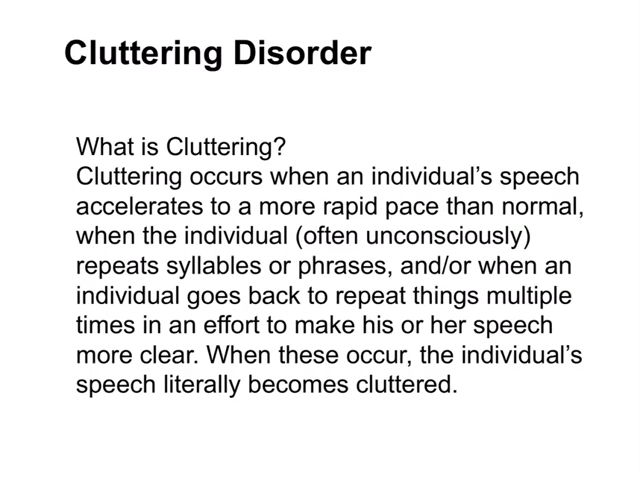 Cluttering Disorder
What is Cluttering?
Cluttering occurs when an individual’s speech
accelerates to a more rapid pace than normal,
when the individual (often unconsciously)
repeats syllables or phrases, and/or when an
individual goes back to repeat things multiple
times in an effort to make his or her speech
more clear. When these occur, the individual’s
speech literally becomes cluttered.